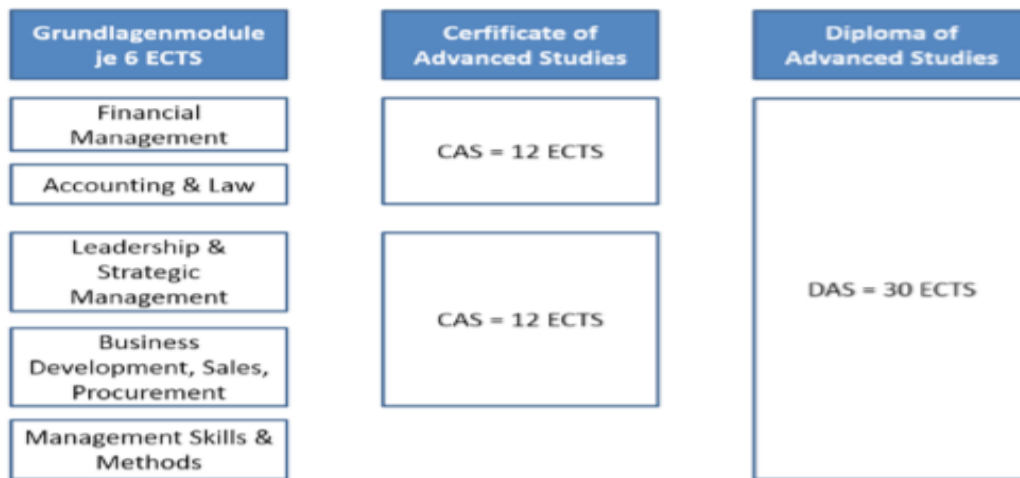 Grundlagenmodule
je 6 ECTS
Cerfificate of
Advanced Studies
Diploma of
Advanced Studies
Financial
Management
Accounting & Law
CAS = 12 ECTS
Leadership &
Strategic
Management
Business
Development, Sales,
Procurement
CAS = 12 ECTS
Management Skills &
Methods
DAS = 30 ECTS